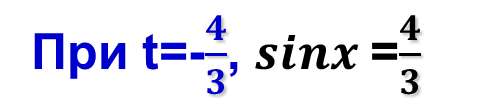 При t=-4/3, sinx =4/3